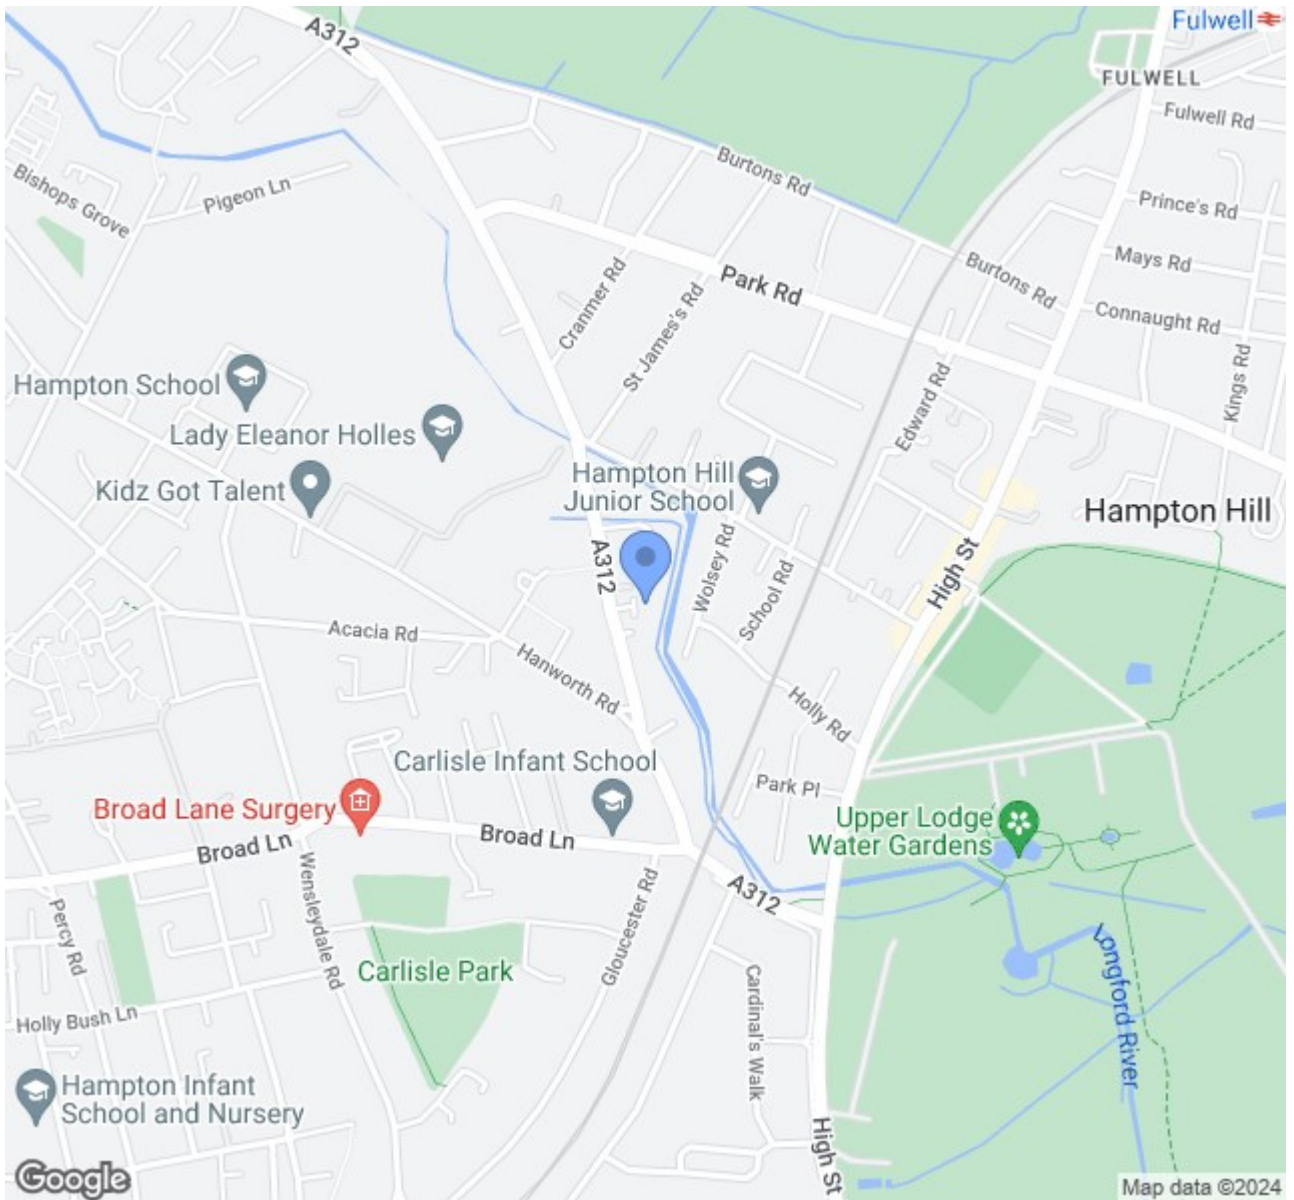 A312
Fulwell
FULWELL
Fulwell Rd
Burtons Rd
Bishops Grove
Pigeon Ln
Prince's Rd
Mays Rd
Burtons Rd
Park Rd
Cranmer Rd
St James's Rd
Connaught Rd
Kings Rd
Edward Rd
Hampton School
Lady Eleanor Holles
Kidz Got Talent
Hampton Hill
Junior School
Hampton Hill
A312
Wolsey Rd
School Rd
High St
Acacia Rd
Hanworth Rd
Holly Rd
Carlisle Infant School
Park Pl
Broad Lane Surgery
Upper Lodge
Water Gardens
Broad Ln
Broad Ln
A312
Wensleydale Rd
Gloucester Rd
Percy Rd
Carlisle Park
Cardinal's Walk
Longford River
Holly Bush Ln
Hampton Infant
School and Nursery
High St
Google
Map data ©2024